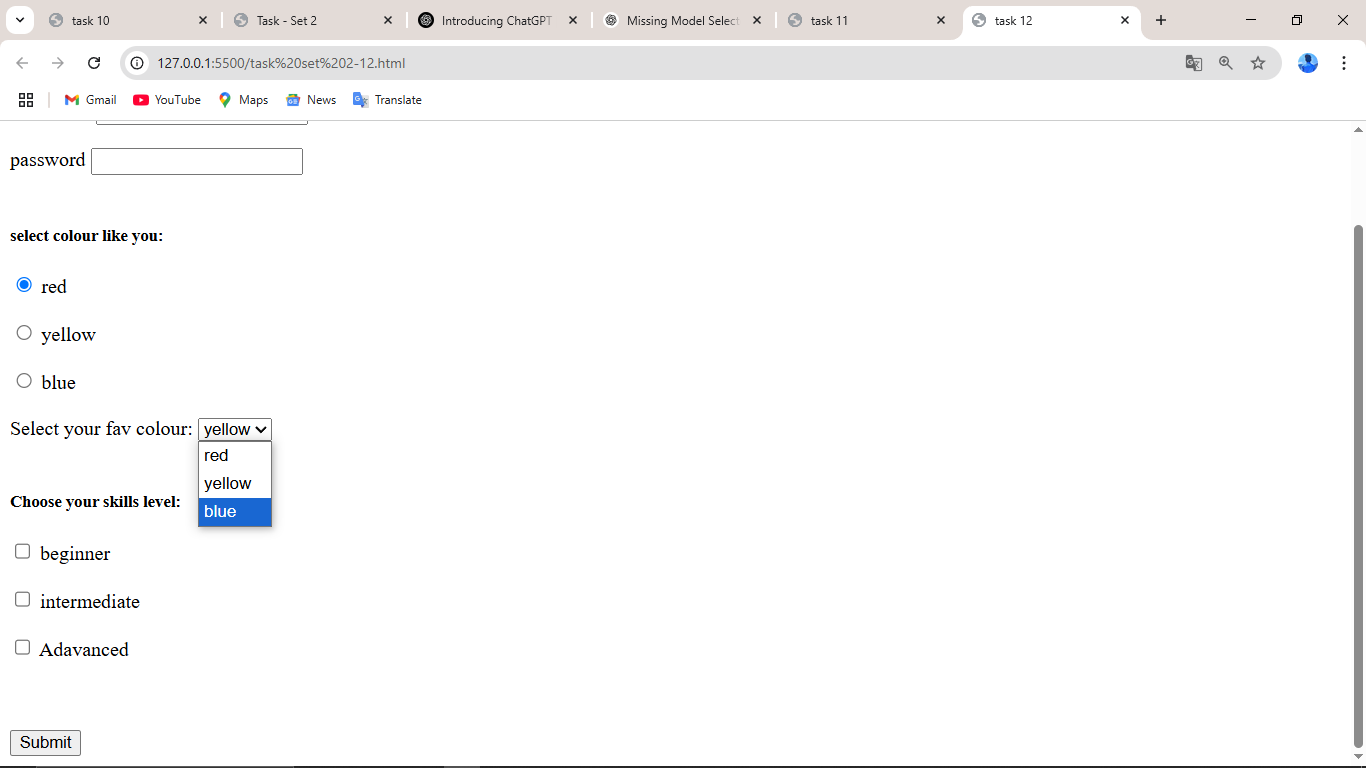 task 10
Task - Set 2
Introducing ChatGPT
Missing Model Select
task 11
task 12
127.0.0.1:5500/task%20set%202-12.html
Gmail
YouTube
Maps
News
Translate
password
select colour like you:
red
yellow
blue
Select your fav colour: yellow
red
yellow
blue
Choose your skills level:
beginner
intermediate
Adavanced
Submit